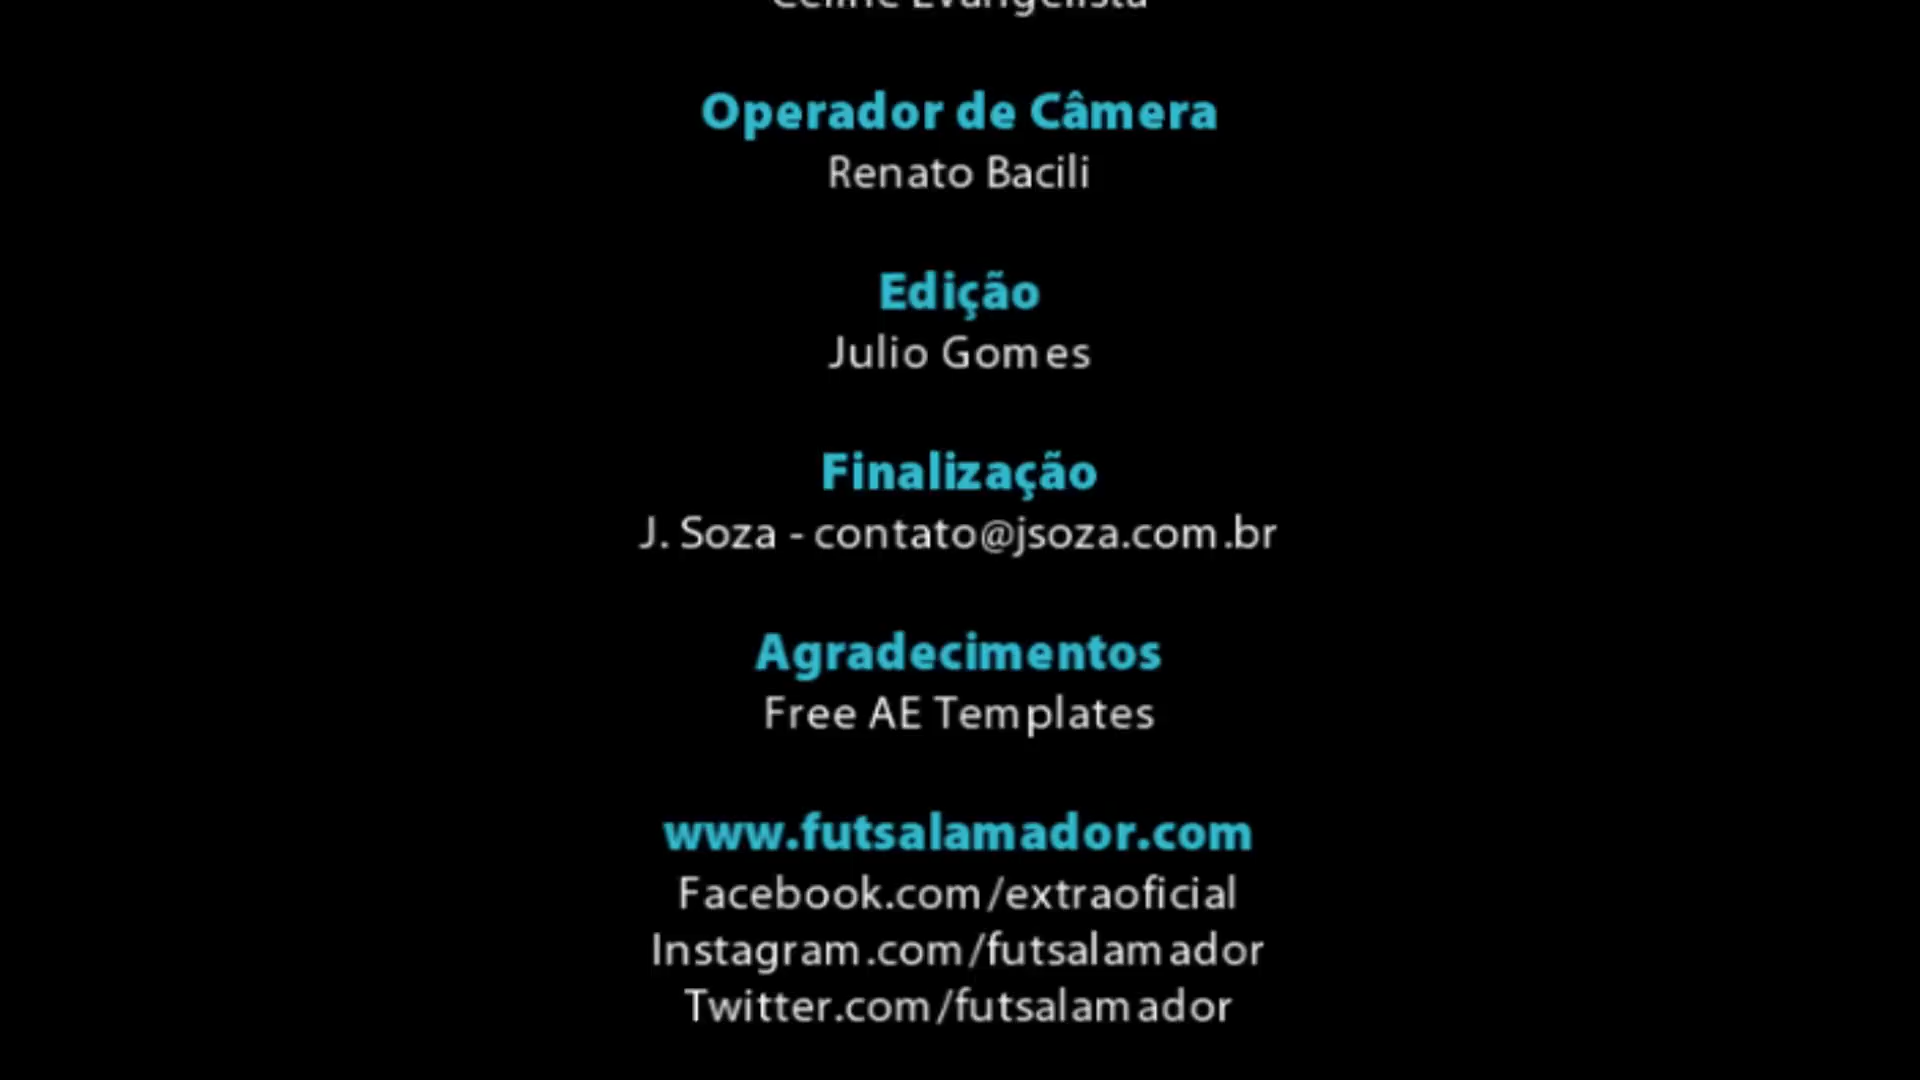 Evangelista
Operador de Câmera
Renato Bacili
Edição
Julio Gomes
Finalização
J. Soza - contato@jsoza.com.br
Agradecimentos
Free AE Templates
www.futsalamador.com
Facebook.com/extraoficial
Instagram.com/futsalamador
Twitter.com/futsalamador